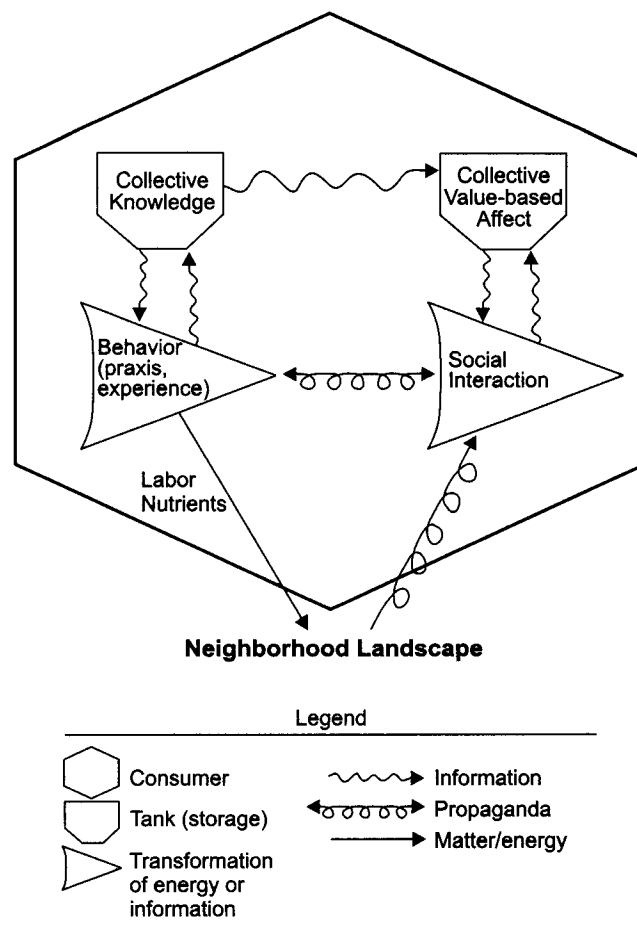 Collective
Knowledge
Collective
Value-based
Affect
Behavior
(praxis,
experience)
Social
Interaction
Labor
Nutrients
Neighborhood Landscape
Legend
Consumer
Tank (storage)
Transformation
of energy or
information
Information
Propaganda
Matter/energy